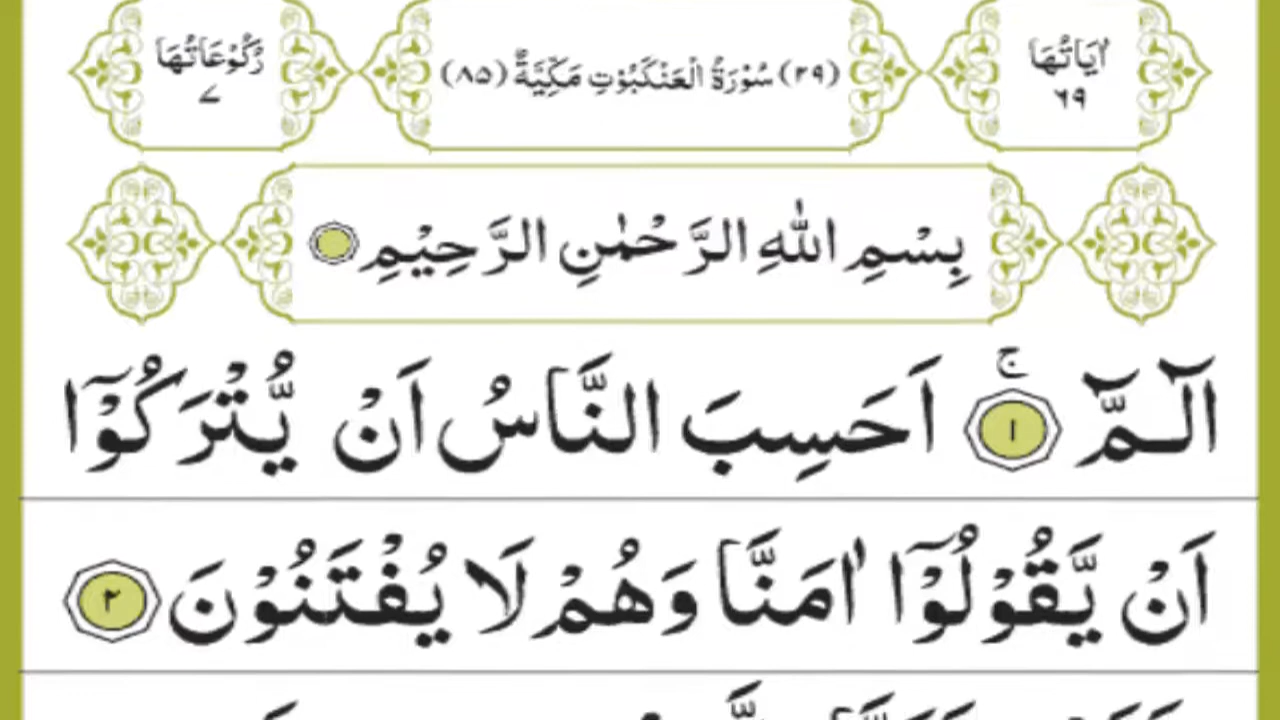 اٰيَاتُهَا ٦٩
(٢٩) سُوْرَةُ الْعَنْكَبُوْتِ مَكِّيَّةٌ (٨٥)
رُكُوْعَاتُهَا ٧
بِسْمِ اللّٰهِ الرَّحْمٰنِ الرَّحِيْمِ
الٓمّٓ ۚ ١ اَحَسِبَ النَّاسُ اَنْ يُّتْرَكُوْۤا
اَنْ يَّقُوْلُوْۤا اٰمَنَّا وَهُمْ لَا يُفْتَنُوْنَ ٢